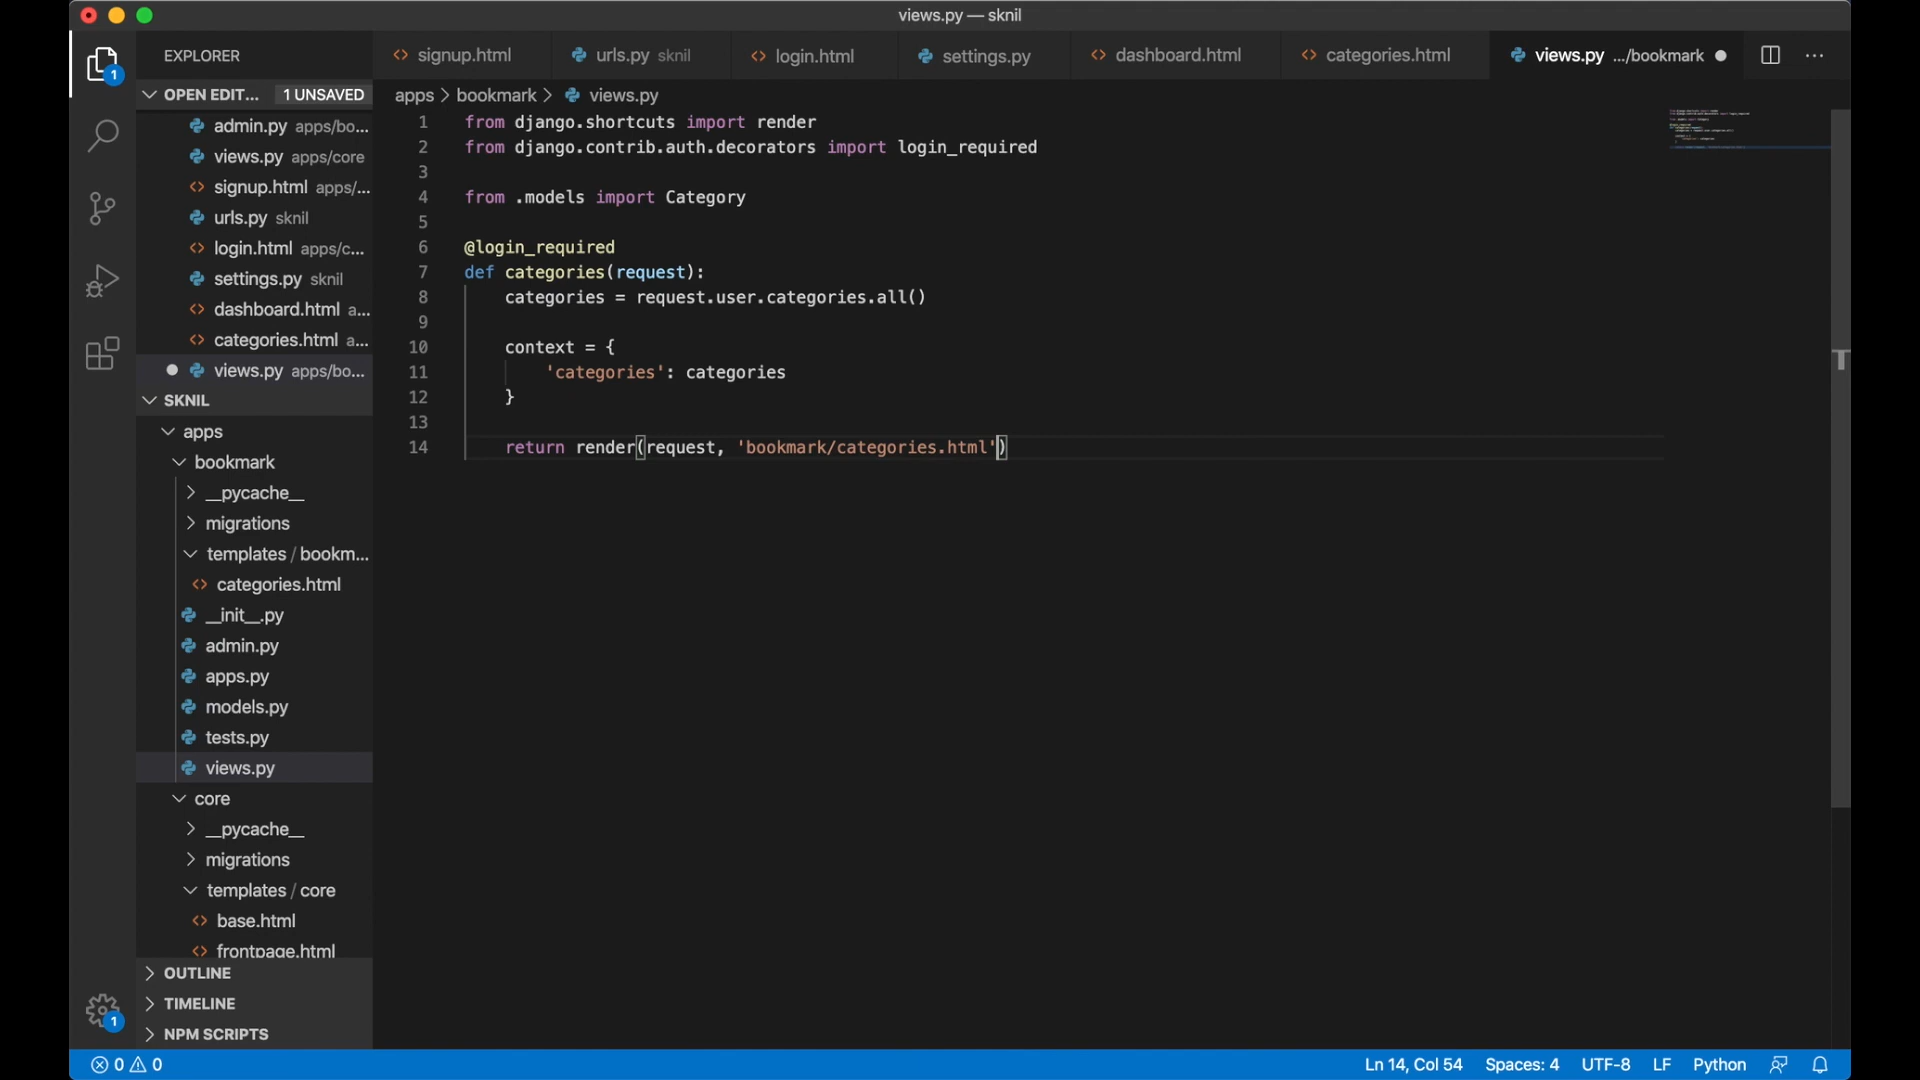 views.py — sknil
EXPLORER
signup.html
urls.py sknil
login.html
settings.py
dashboard.html
categories.html
views.py .../bookmark
OPEN EDIT... 1 UNSAVED
admin.py apps/bo...
views.py apps/core
signup.html apps/...
urls.py sknil
login.html apps/c...
settings.py sknil
dashboard.html a...
categories.html a...
views.py apps/bo...
SKNIL
apps
bookmark
__pycache__
migrations
templates / bookm...
categories.html
__init__.py
admin.py
apps.py
models.py
tests.py
views.py
core
__pycache__
migrations
templates / core
base.html
frontpage.html
OUTLINE
TIMELINE
NPM SCRIPTS
1
1
apps > bookmark > views.py
1 from django.shortcuts import render
2 from django.contrib.auth.decorators import login_required
3
4 from .models import Category
5
6 @login_required
7 def categories(request):
8     categories = request.user.categories.all()
9
10     context = {
11         'categories': categories
12     }
13
14     return render(request, 'bookmark/categories.html')
0 0
Ln 14, Col 54 Spaces: 4 UTF-8 LF Python